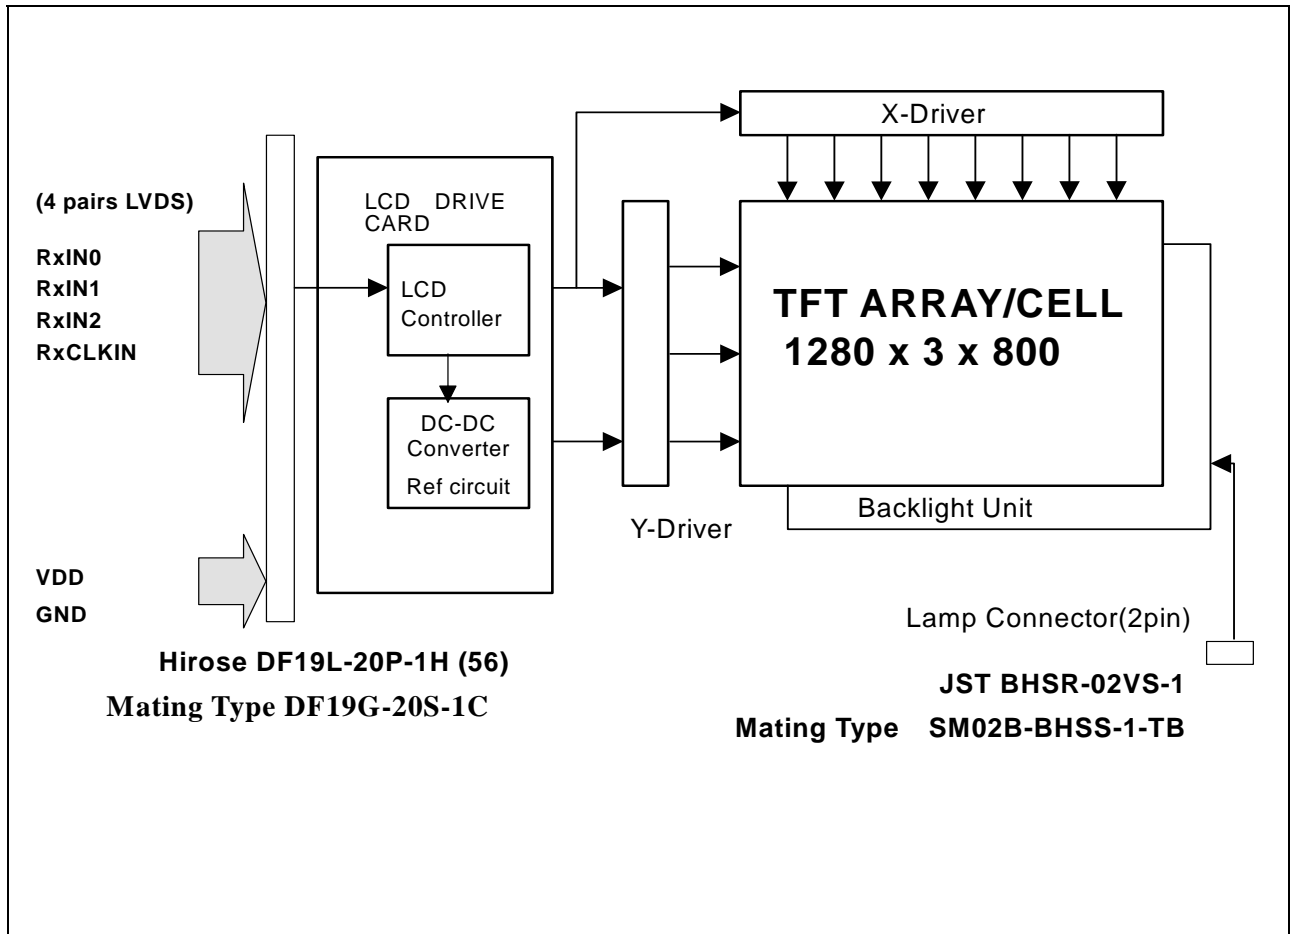 X-Driver
(4 pairs LVDS)
RxIN0
RxIN1
RxIN2
RxCLKIN
LCD DRIVE
CARD
LCD
Controller
DC-DC
Converter
Ref circuit
TFT ARRAY/CELL
1280 x 3 x 800
Backlight Unit
Y-Driver
VDD
GND
Lamp Connector(2pin)
Hirose DF19L-20P-1H (56)
Mating Type DF19G-20S-1C
JST BHSR-02VS-1
Mating Type SM02B-BHSS-1-TB